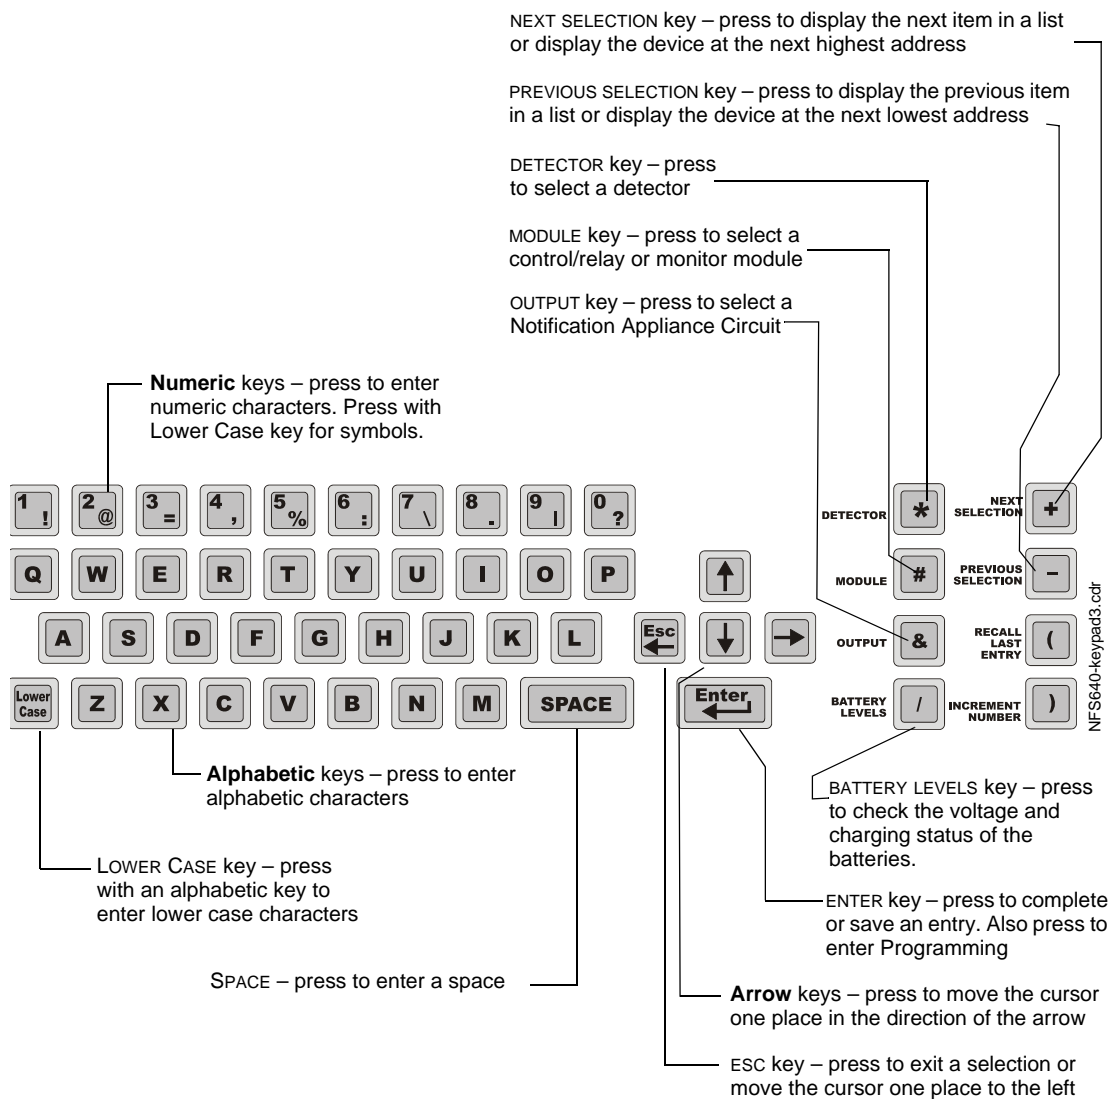 NEXT SELECTION key – press to display the next item in a list
or display the device at the next highest address
PREVIOUS SELECTION key – press to display the previous item
in a list or display the device at the next lowest address
DETECTOR key – press
to select a detector
MODULE key – press to select a
control/relay or monitor module
OUTPUT key – press to select a
Notification Appliance Circuit
Numeric keys – press to enter
numeric characters. Press with
Lower Case key for symbols.
1 ! 2 @ 3 = 4 , 5 % 6 : 7 \ 8 . 9 | 0 ?
DETECTOR * NEXT SELECTION +
Q W E R T Y U I O P
MODULE # PREVIOUS SELECTION -
A S D F G H J K L Esc
OUTPUT & RECALL LAST ENTRY (
Lower Case Z X C V B N M SPACE Enter
BATTERY LEVELS / INCREMENT NUMBER )
NFS640-keypad3.cdr
Alphabetic keys – press to enter
alphabetic characters
BATTERY LEVELS key – press
to check the voltage and
charging status of the
batteries.
LOWER CASE key – press
with an alphabetic key to
enter lower case characters
ENTER key – press to complete
or save an entry. Also press to
enter Programming
SPACE – press to enter a space
Arrow keys – press to move the cursor
one place in the direction of the arrow
ESC key – press to exit a selection or
move the cursor one place to the left